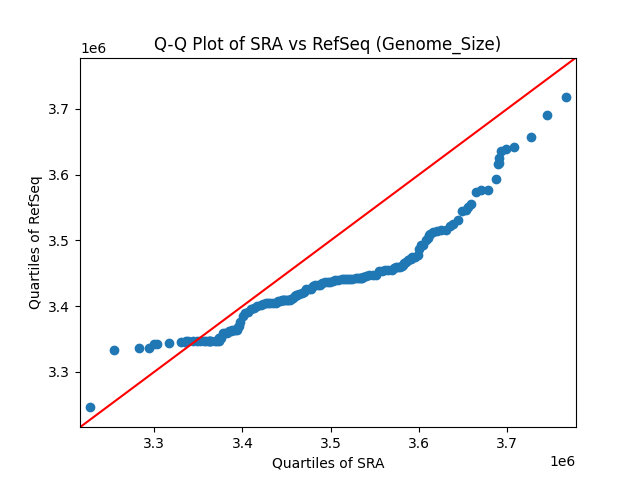 Q-Q Plot of SRA vs RefSeq (Genome_Size)
1e6
3.7
3.6
3.5
3.4
3.3
Quartiles of RefSeq
3.3 3.4 3.5 3.6 3.7
Quartiles of SRA
1e6